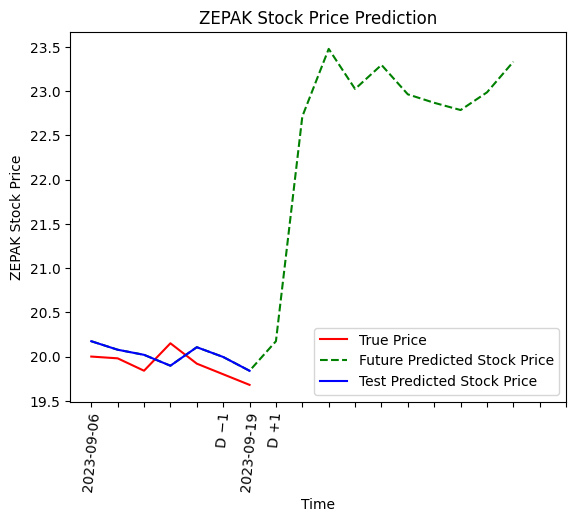 ZEPAK Stock Price Prediction
ZEPAK Stock Price
23.5
23.0
22.5
22.0
21.5
21.0
20.5
20.0
19.5
True Price
Future Predicted Stock Price
Test Predicted Stock Price
2023-09-06
D −1
2023-09-19
D +1
Time